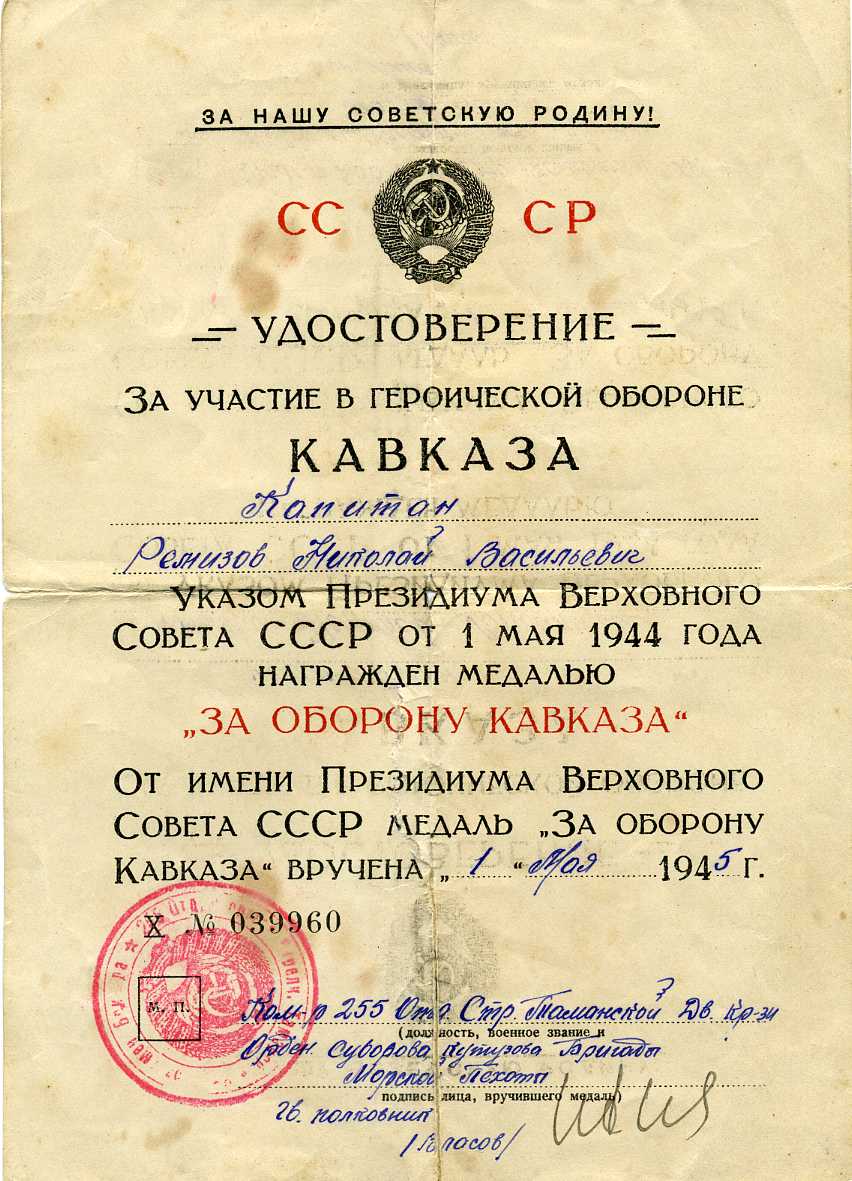 ЗА НАШУ СОВЕТСКУЮ РОДИНУ!
СС СР
УДОСТОВЕРЕНИЕ
ЗА УЧАСТИЕ В ГЕРОИЧЕСКОЙ ОБОРОНЕ
КАВКАЗА
Капитан
Ремизов Николай Васильевич
УКАЗОМ ПРЕЗИДИУМА ВЕРХОВНОГО
СОВЕТА СССР ОТ 1 МАЯ 1944 ГОДА
НАГРАЖДЕН МЕДАЛЬЮ
„ЗА ОБОРОНУ КАВКАЗА“
ОТ ИМЕНИ ПРЕЗИДИУМА ВЕРХОВНОГО
СОВЕТА СССР МЕДАЛЬ „ЗА ОБОРОНУ
КАВКАЗА“ ВРУЧЕНА „1“ Мая 1945 г.
Х № 039960
М. П.
Ком-р 255 Отд. Стр. Таманской Дв. Кр-зн
(должность, военное звание и
Орден. Суворова Кутузова Бригады
Морской Пехоты
подпись лица, вручившего медаль)
Гв. полковник
/Власов/